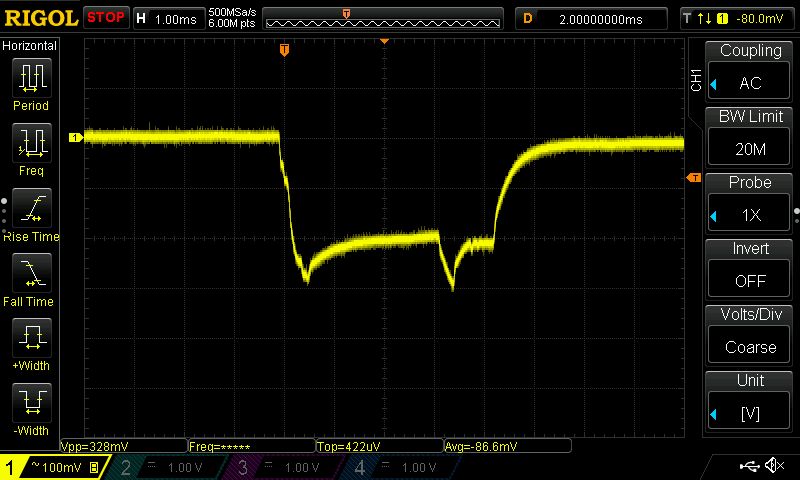 RIGOL STOP H 1.00ms 500MSa/s 6.00M pts T D 2.00000000ms T 1 -80.0mV
Horizontal
Period
Freq
Rise Time
Fall Time
+Width
-Width
T
1
T
CH1
Coupling
AC
BW Limit
20M
Probe
1X
Invert
OFF
Volts/Div
Coarse
Unit
[V]
Vpp=328mV Freq=***** Top=422uV Avg=-86.6mV
1 ~100mV B 2 1.00 V 3 1.00 V 4 1.00 V